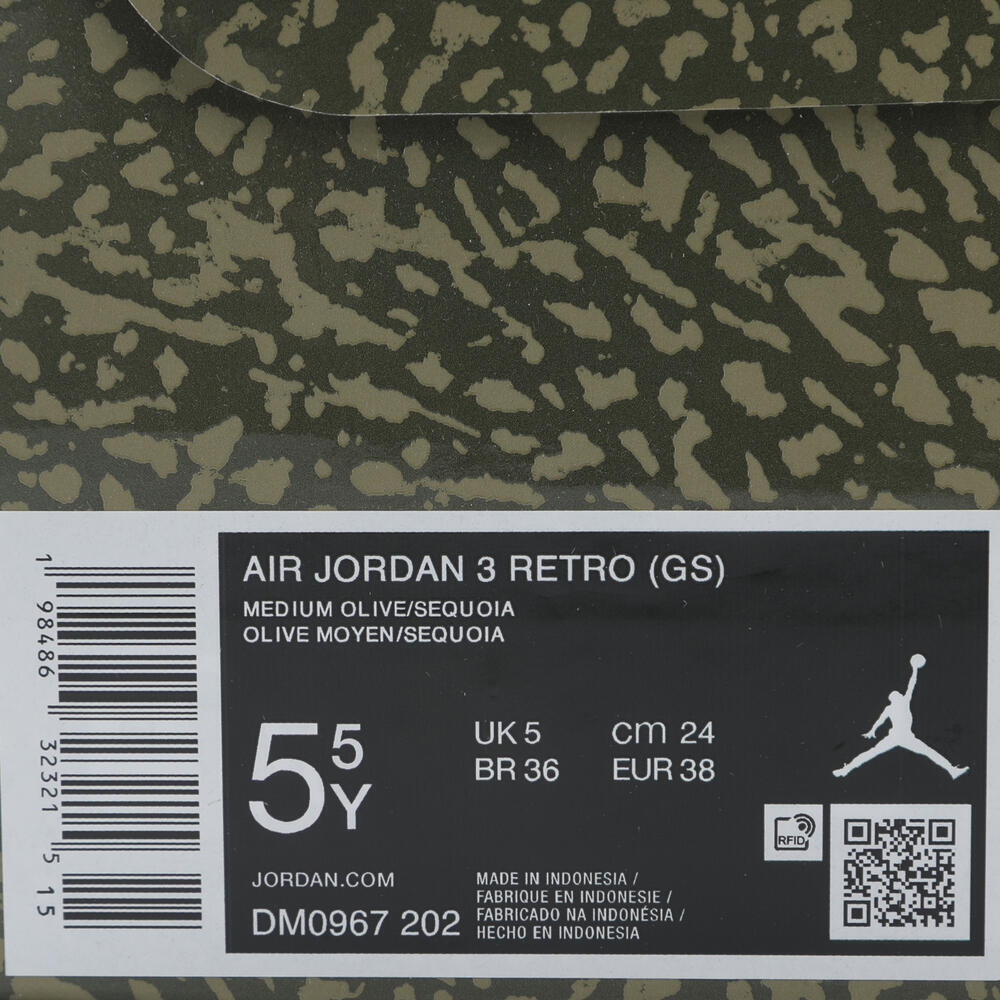 AIR JORDAN 3 RETRO (GS)
MEDIUM OLIVE/SEQUOIA
OLIVE MOYEN/SEQUOIA
5 5 Y
UK 5
cm 24
BR 36
EUR 38
RFID
JORDAN.COM
DM0967 202
MADE IN INDONESIA /
FABRIQUE EN INDONESIE /
FABRICADO NA INDONÉSIA /
HECHO EN INDONESIA
1 98486 32321 5 15